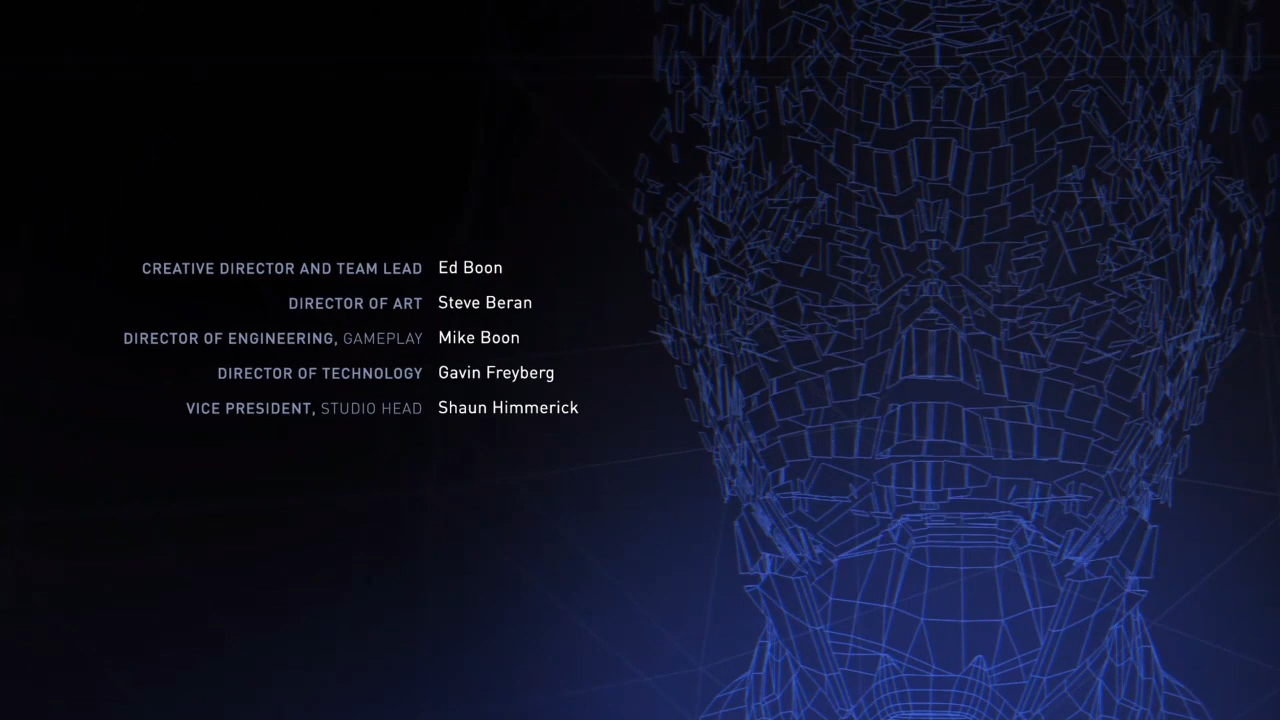 CREATIVE DIRECTOR AND TEAM LEAD Ed Boon
DIRECTOR OF ART Steve Beran
DIRECTOR OF ENGINEERING, GAMEPLAY Mike Boon
DIRECTOR OF TECHNOLOGY Gavin Freyberg
VICE PRESIDENT, STUDIO HEAD Shaun Himmerick